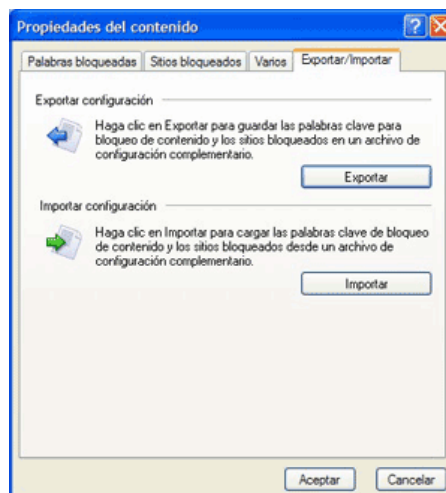 Propiedades del contenido
Palabras bloqueadas Sitios bloqueados Varios Exportar/Importar
Exportar configuración
Haga clic en Exportar para guardar las palabras clave para
bloqueo de contenido y los sitios bloqueados en un archivo de
configuración complementario.
Exportar
Importar configuración
Haga clic en Importar para cargar las palabras clave de bloqueo
de contenido y los sitios bloqueados desde un archivo de
configuración complementario.
Importar
Aceptar Cancelar